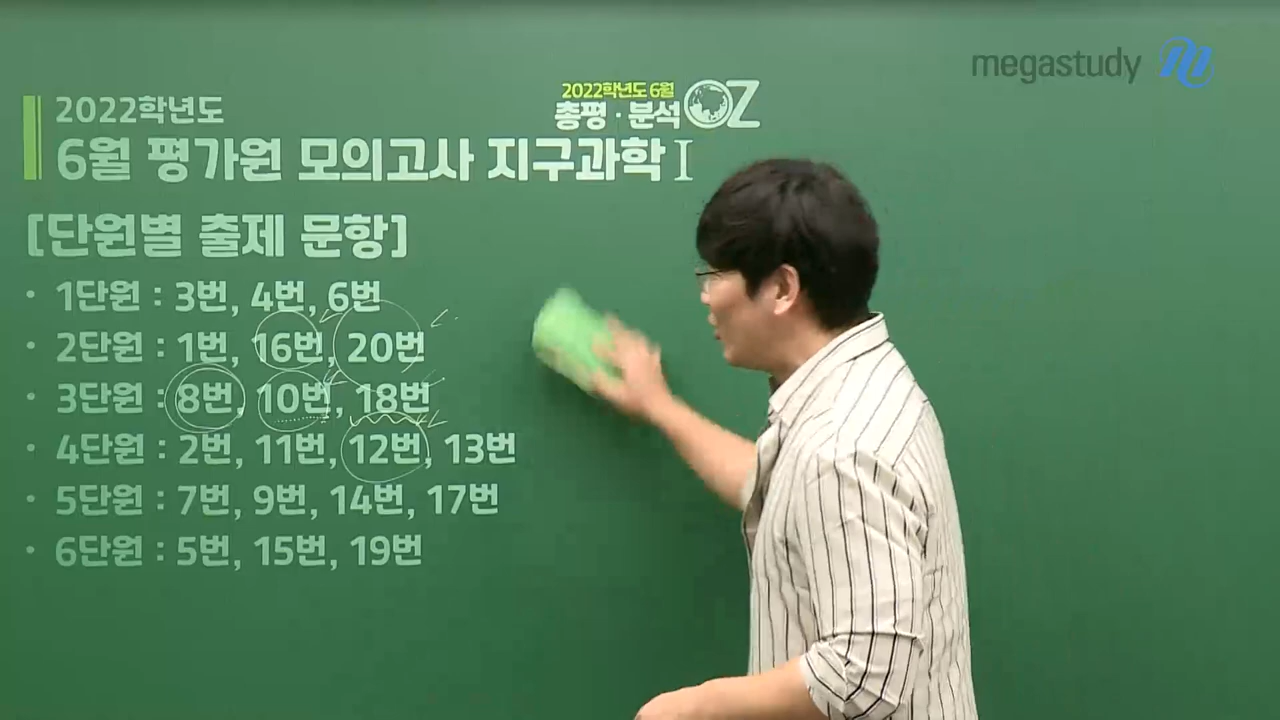 megastudy
2022학년도 6월
총평·분석 OZ
2022학년도
6월 평가원 모의고사 지구과학Ⅰ
[단원별 출제 문항]
• 1단원 : 3번, 4번, 6번
• 2단원 : 1번, 16번, 20번
• 3단원 : 8번, 10번, 18번
• 4단원 : 2번, 11번, 12번, 13번
• 5단원 : 7번, 9번, 14번, 17번
• 6단원 : 5번, 15번, 19번